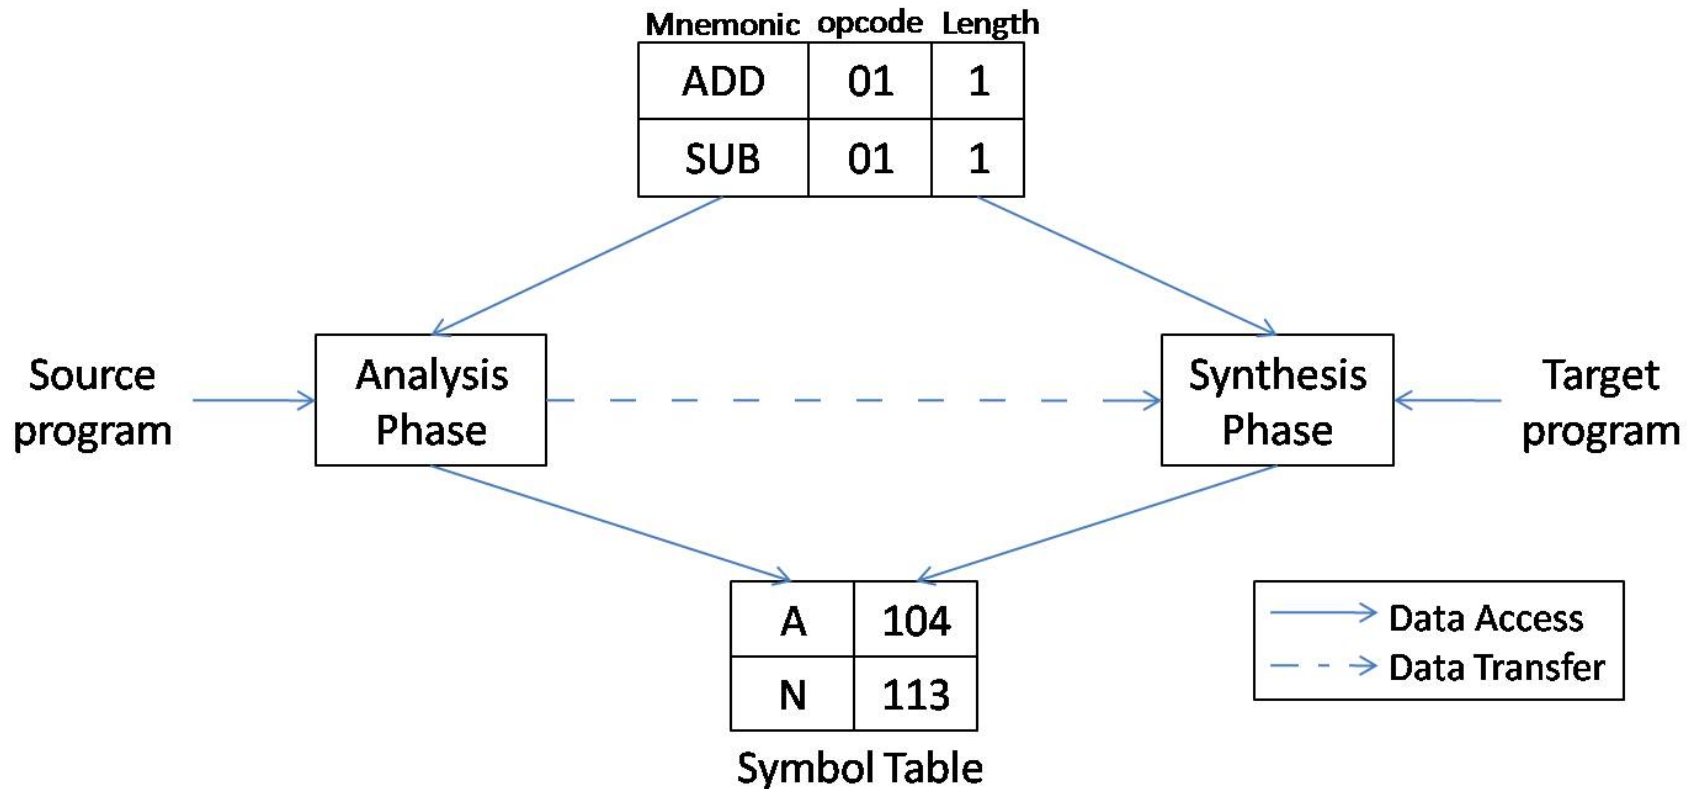 Mnemonic opcode Length
ADD 01 1
SUB 01 1
Source program
Analysis Phase
Synthesis Phase
Target program
A 104
N 113
Symbol Table
Data Access
Data Transfer